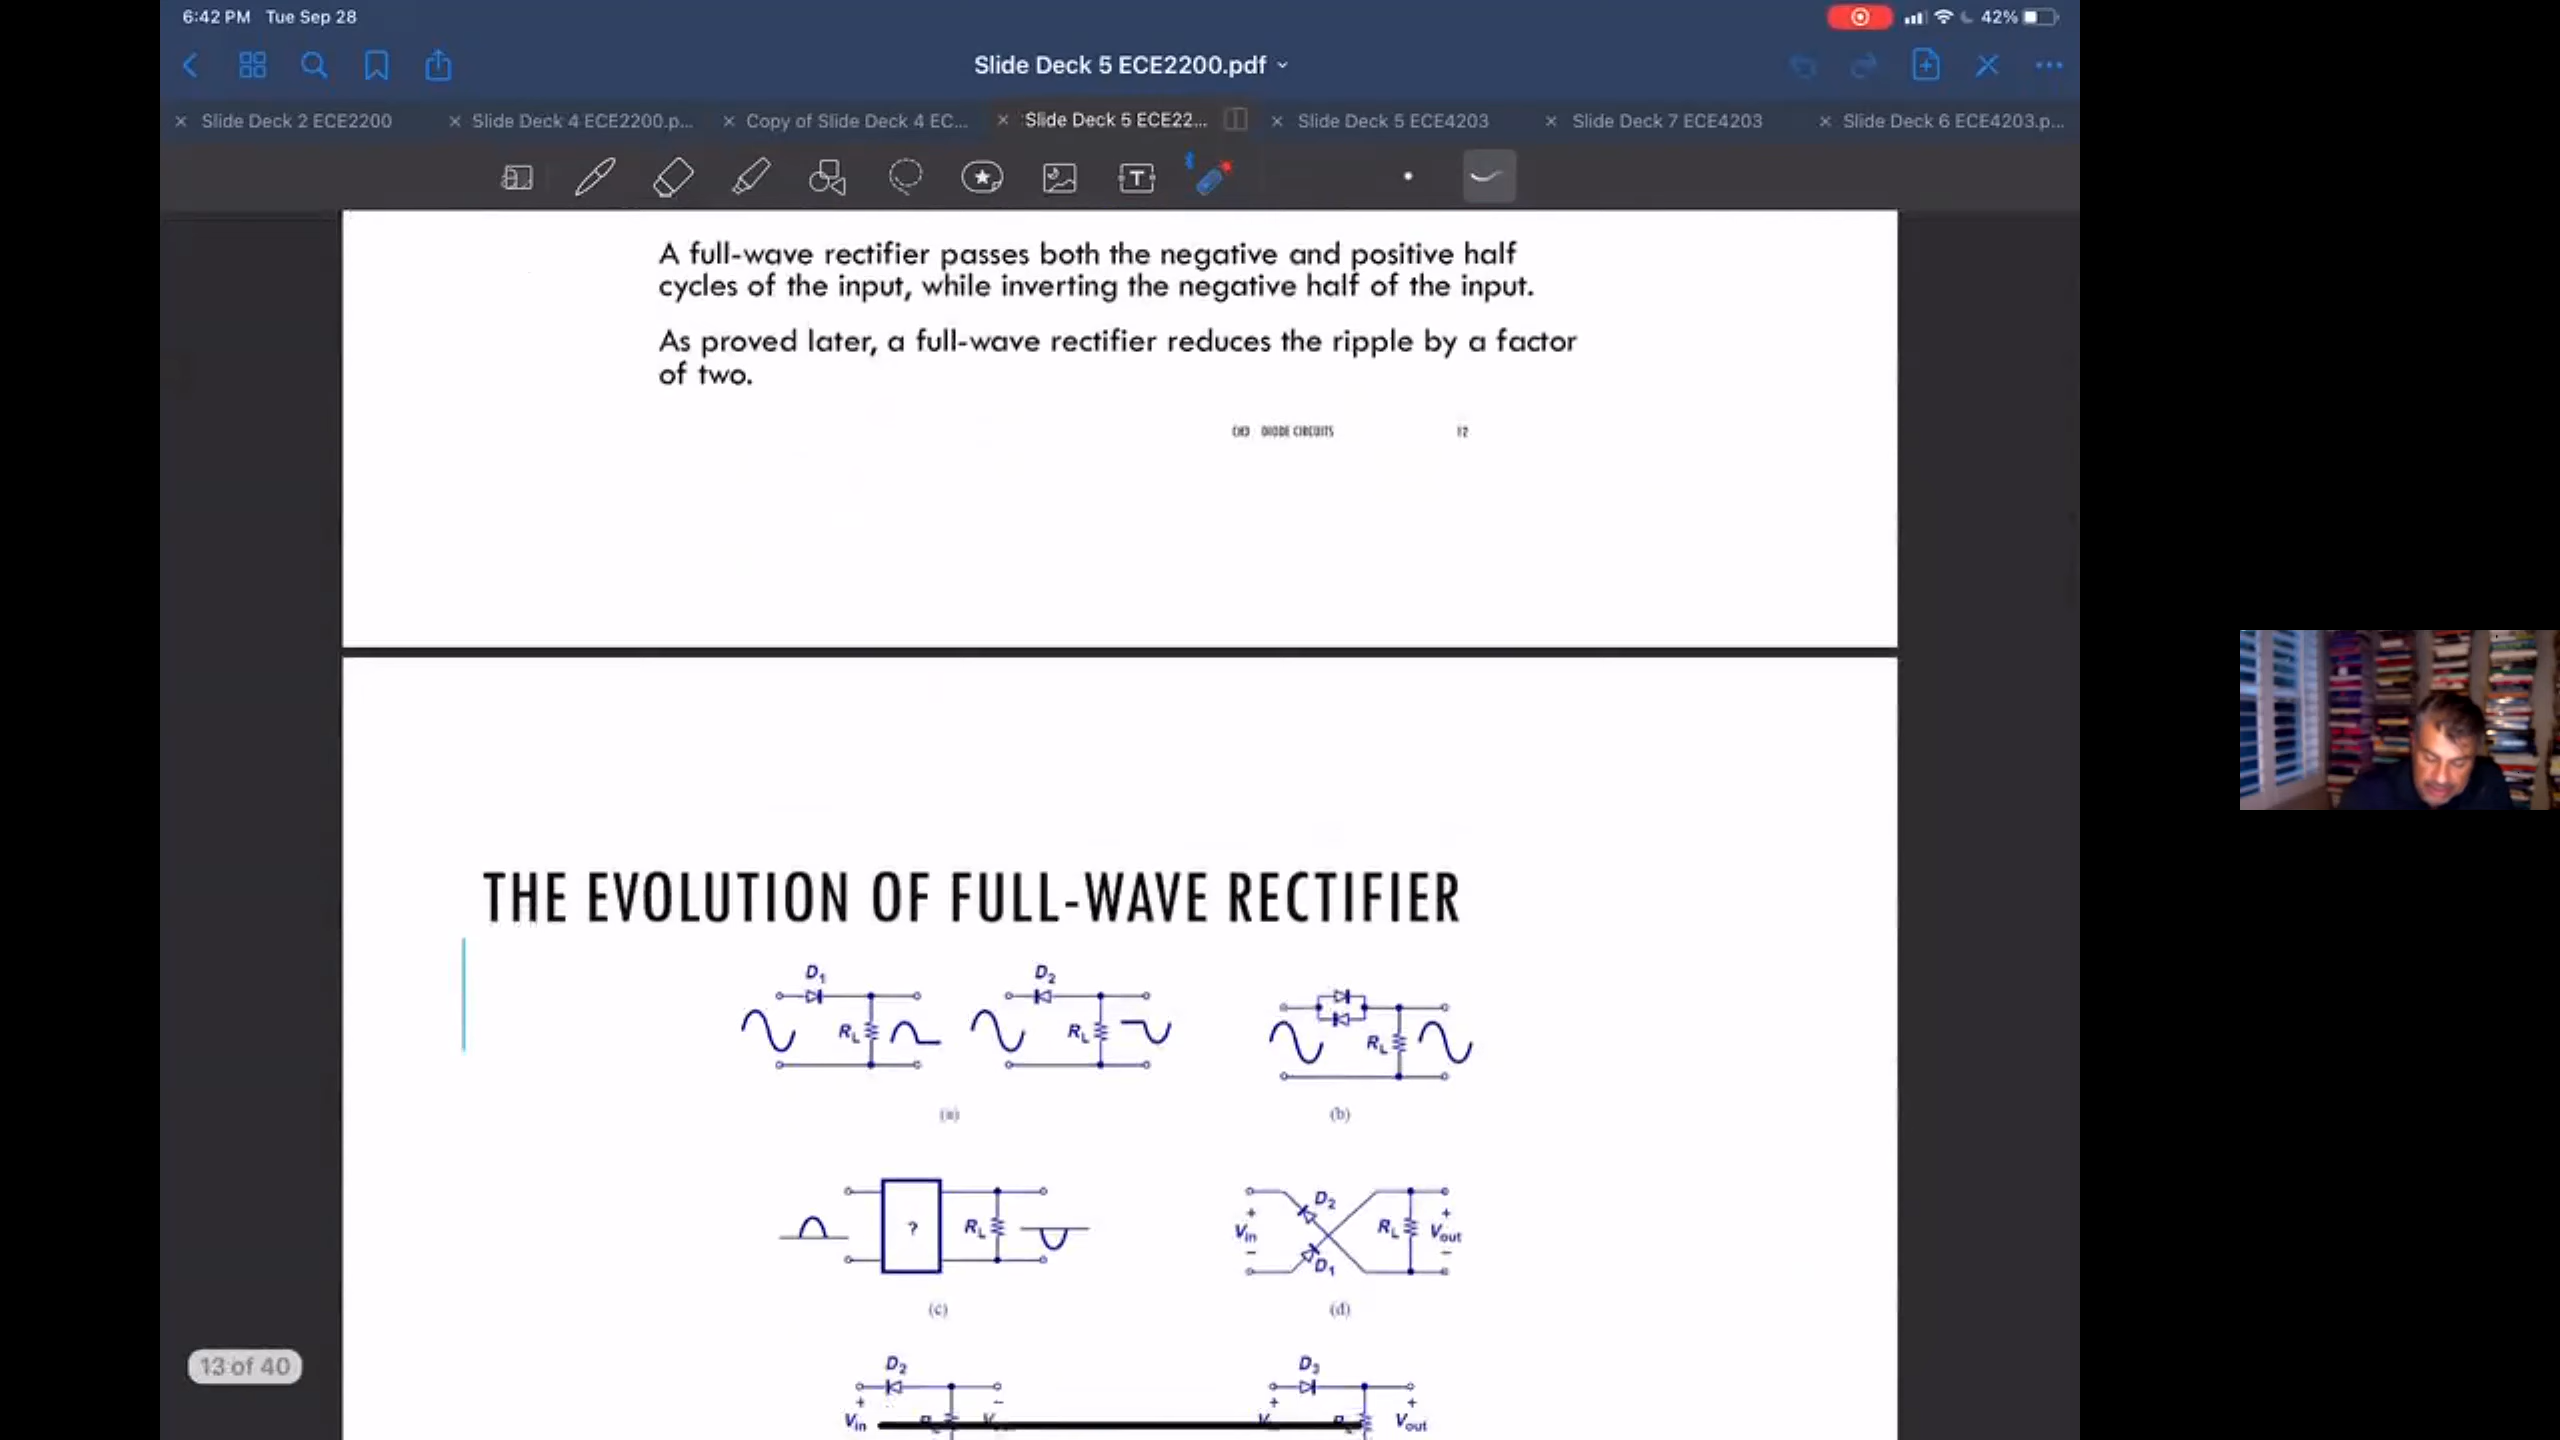 6:42 PM Tue Sep 28
42%
Slide Deck 5 ECE2200.pdf
Slide Deck 2 ECE2200
Slide Deck 4 ECE2200.p...
Copy of Slide Deck 4 EC...
Slide Deck 5 ECE22...
Slide Deck 5 ECE4203
Slide Deck 7 ECE4203
Slide Deck 6 ECE4203.p...
T
A full-wave rectifier passes both the negative and positive half
cycles of the input, while inverting the negative half of the input.
As proved later, a full-wave rectifier reduces the ripple by a factor
of two.
CH3 DIODE CIRCUITS 12
THE EVOLUTION OF FULL-WAVE RECTIFIER
D1 D2
RL RL RL
(a) (b)
D2
? RL Vin RL Vout
D1
(c) (d)
13 of 40
D2 D3
Vin Vout